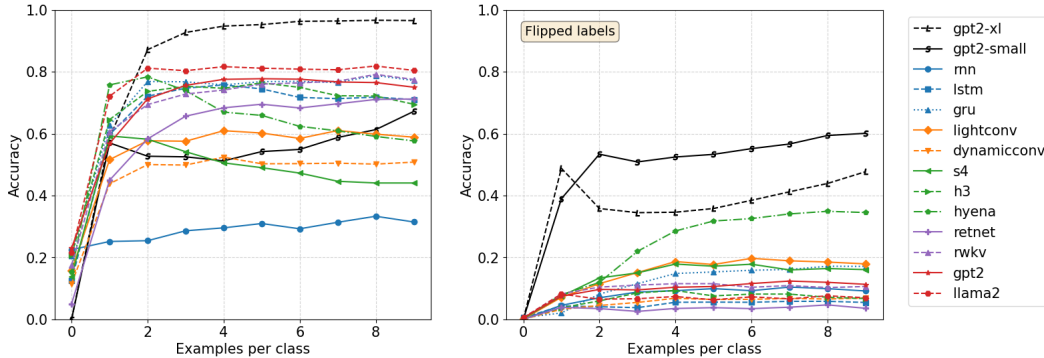 1.0
0.8
0.6
0.4
0.2
0.0
Accuracy
0
2
4
6
8
Examples per class
Flipped labels
1.0
0.8
0.6
0.4
0.2
0.0
Accuracy
0
2
4
6
8
Examples per class
gpt2-xl
gpt2-small
rnn
lstm
gru
lightconv
dynamicconv
s4
h3
hyena
retnet
rwkv
gpt2
llama2